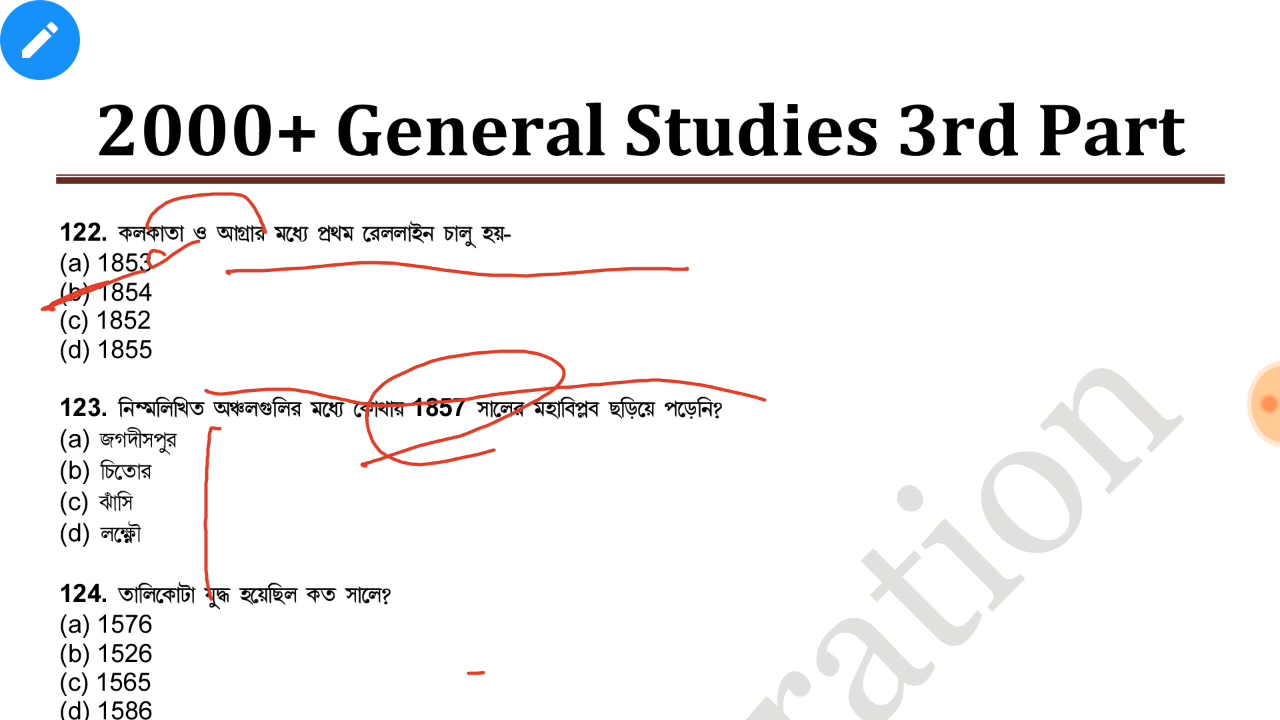 2000+ General Studies 3rd Part
122. কলকাতা ও আগ্রার মধ্যে প্রথম রেললাইন চালু হয়-
(a) 1853
(b) 1854
(c) 1852
(d) 1855
123. নিম্মলিখিত অঞ্চলগুলির মধ্যে কোথায় 1857 সালের মহাবিপ্লব ছড়িয়ে পড়েনি?
(a) জগদীসপুর
(b) চিতোর
(c) ঝাঁসি
(d) লক্ষ্ণৌ
124. তালিকোটা যুদ্ধ হয়েছিল কত সালে?
(a) 1576
(b) 1526
(c) 1565
(d) 1586
ration